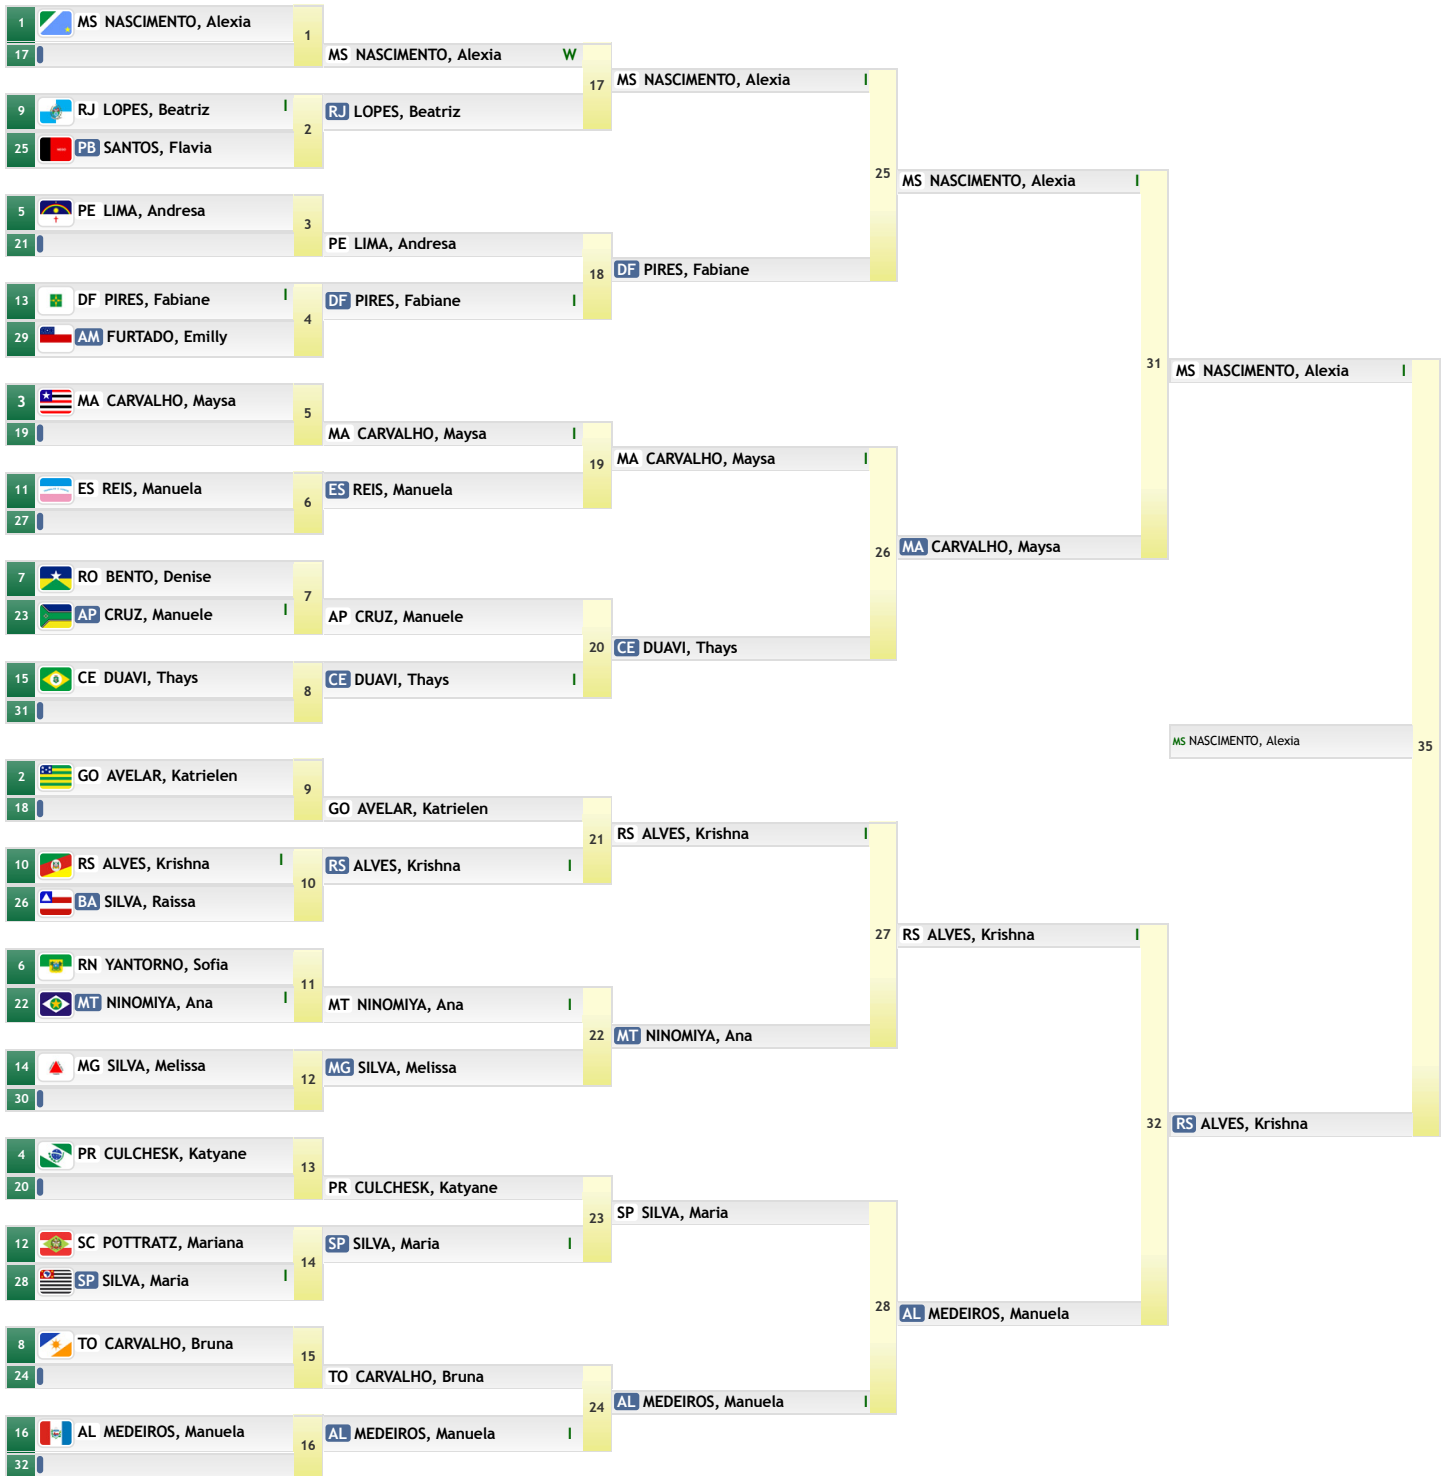 1 MS NASCIMENTO, Alexia
17
1
9 RJ LOPES, Beatriz I
25 PB SANTOS, Flavia
2
5 PE LIMA, Andresa
21
3
13 DF PIRES, Fabiane I
29 AM FURTADO, Emilly
4
3 MA CARVALHO, Maysa
19
5
11 ES REIS, Manuela
27
6
7 RO BENTO, Denise
23 AP CRUZ, Manuele I
7
15 CE DUAVI, Thays
31
8
2 GO AVELAR, Katrielen
18
9
10 RS ALVES, Krishna I
26 BA SILVA, Raissa
10
6 RN YANTORNO, Sofia
22 MT NINOMIYA, Ana I
11
14 MG SILVA, Melissa
30
12
4 PR CULCHESK, Katyane
20
13
12 SC POTTRATZ, Mariana
28 SP SILVA, Maria I
14
8 TO CARVALHO, Bruna
24
15
16 AL MEDEIROS, Manuela
32
16
MS NASCIMENTO, Alexia W
RJ LOPES, Beatriz
17
PE LIMA, Andresa
DF PIRES, Fabiane I
18
MA CARVALHO, Maysa I
ES REIS, Manuela
19
AP CRUZ, Manuele
CE DUAVI, Thays I
20
GO AVELAR, Katrielen
RS ALVES, Krishna I
21
MT NINOMIYA, Ana I
MG SILVA, Melissa
22
PR CULCHESK, Katyane
SP SILVA, Maria I
23
TO CARVALHO, Bruna
AL MEDEIROS, Manuela I
24
MS NASCIMENTO, Alexia I
DF PIRES, Fabiane
25
MA CARVALHO, Maysa I
CE DUAVI, Thays
26
RS ALVES, Krishna I
MT NINOMIYA, Ana
27
SP SILVA, Maria
AL MEDEIROS, Manuela I
28
MS NASCIMENTO, Alexia I
MA CARVALHO, Maysa
31
RS ALVES, Krishna I
AL MEDEIROS, Manuela
32
MS NASCIMENTO, Alexia I
MS NASCIMENTO, Alexia
35
RS ALVES, Krishna